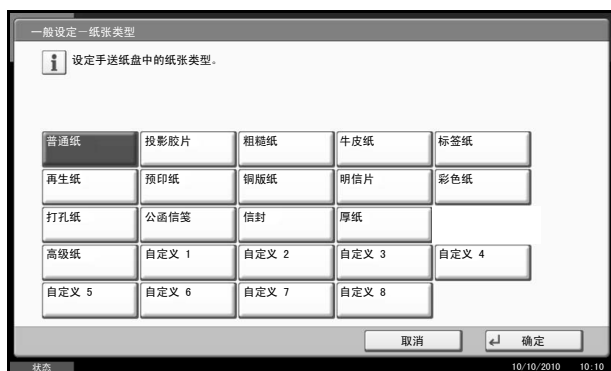 一般设定－纸张类型
设定手送纸盘中的纸张类型。
普通纸 投影胶片 粗糙纸 牛皮纸 标签纸
再生纸 预印纸 铜版纸 明信片 彩色纸
打孔纸 公函信笺 信封 厚纸
高级纸 自定义 1 自定义 2 自定义 3 自定义 4
自定义 5 自定义 6 自定义 7 自定义 8
取消 确定
状态 10/10/2010 10:10